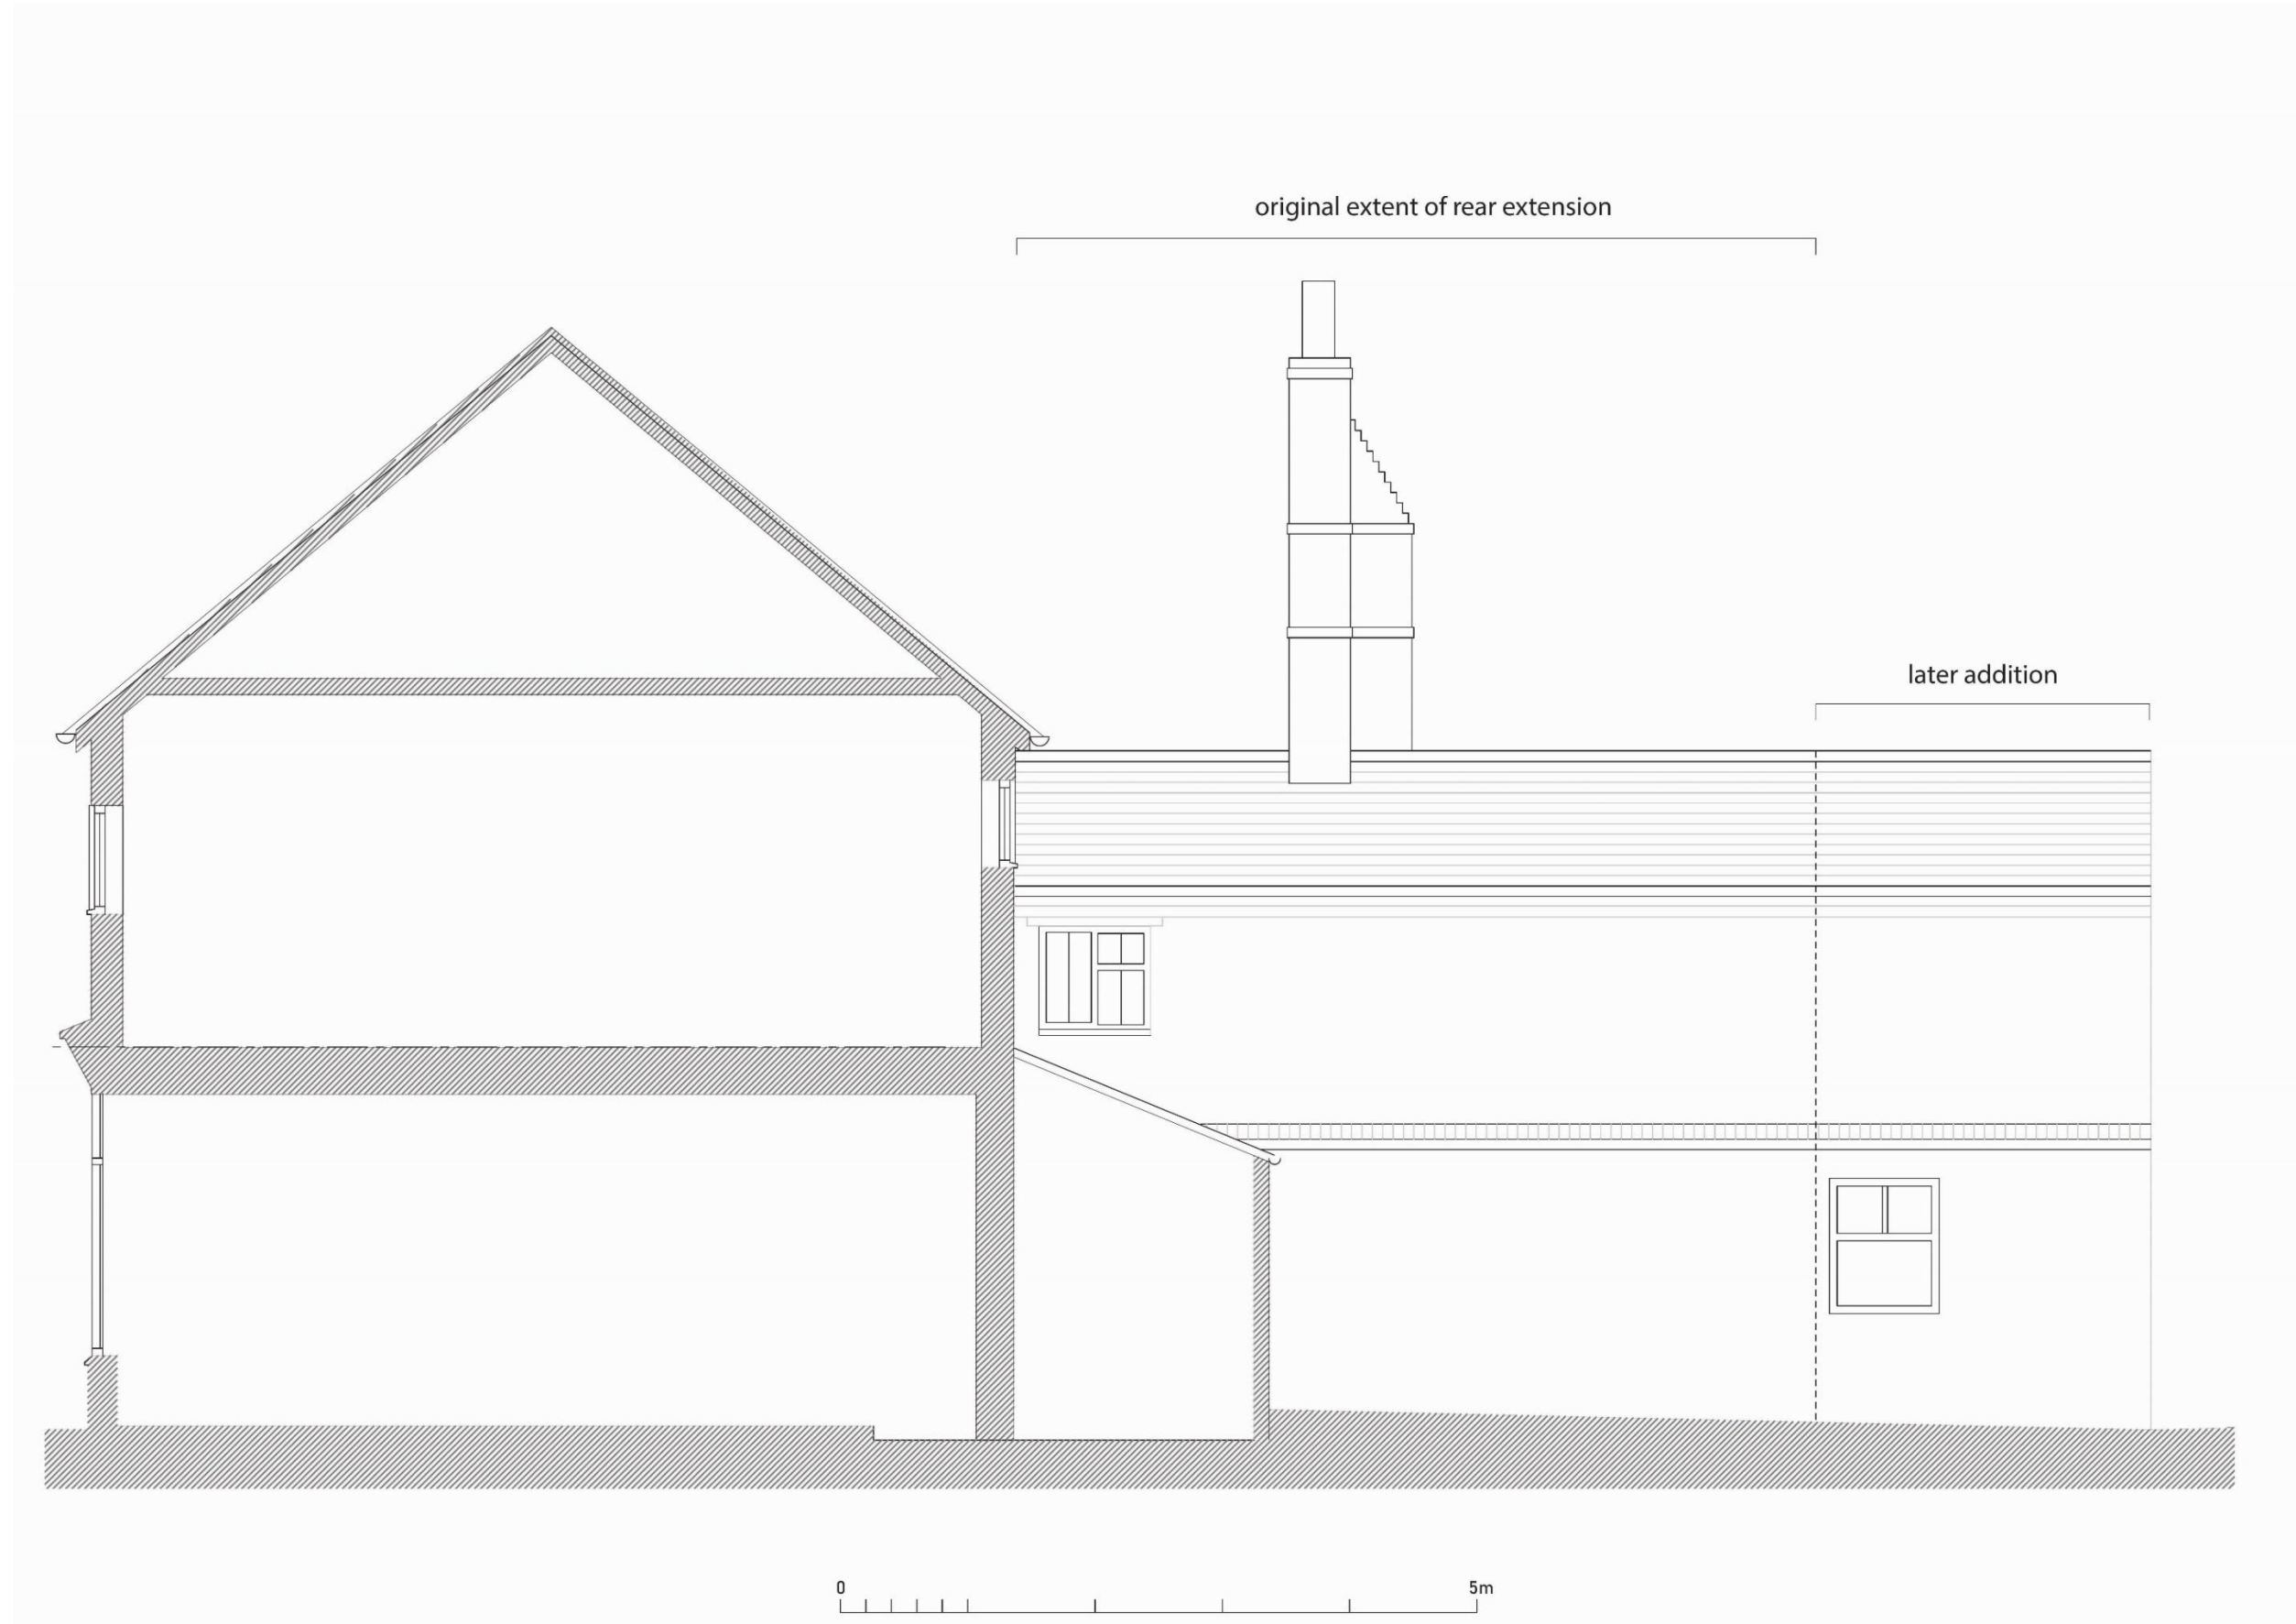 original extent of rear extension
later addition
0 5m